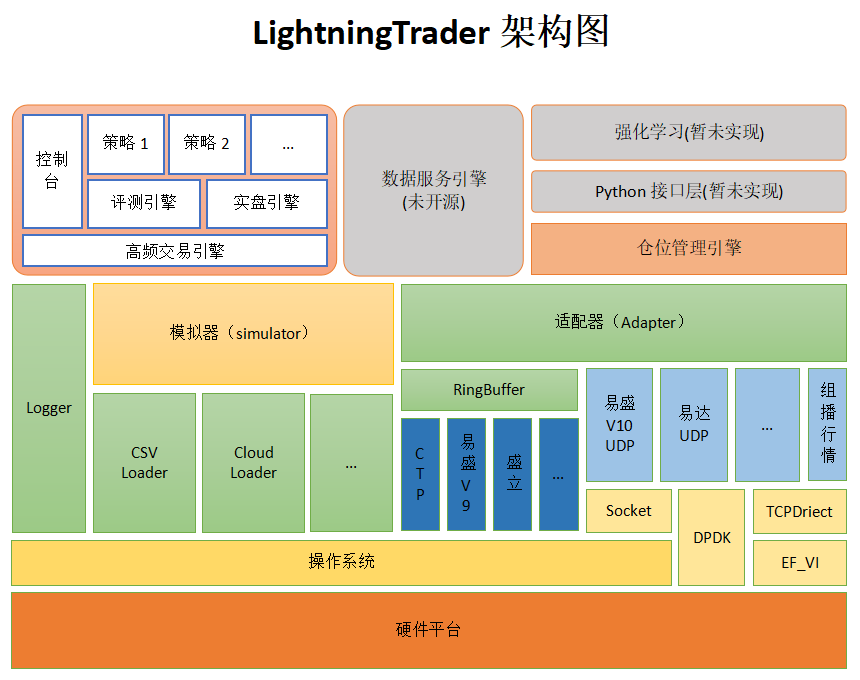 LightningTrader 架构图
控制
台
策略 1
策略 2
...
评测引擎
实盘引擎
高频交易引擎
数据服务引擎
(未开源)
强化学习(暂未实现)
Python 接口层(暂未实现)
仓位管理引擎
Logger
模拟器（simulator）
适配器（Adapter）
CSV
Loader
Cloud
Loader
...
RingBuffer
C
T
P
易
盛
V
9
盛
立
...
易盛
V10
UDP
易达
UDP
...
组
播
行
情
Socket
DPDK
TCPDriect
EF_VI
操作系统
硬件平台